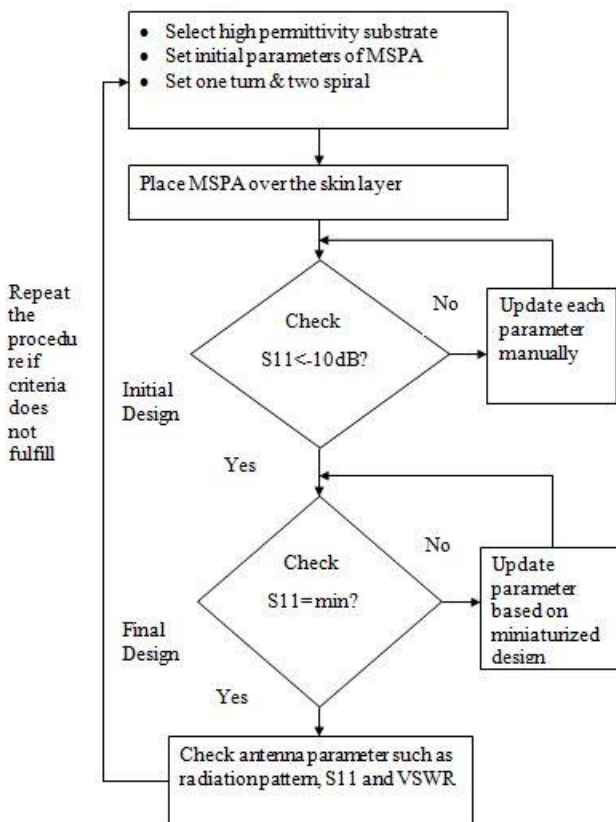 • Select high permittivity substrate
• Set initial parameters of MSPA
• Set one turn & two spiral
Place MSPA over the skin layer
Repeat
the
procedu
re if
criteria
does
not
fulfill
Check
S11<-10dB?
No
Update each
parameter
manually
Initial
Design
Yes
Check
S11=min?
No
Update
parameter
based on
miniaturized
design
Final
Design
Yes
Check antenna parameter such as
radiation pattern, S11 and VSWR